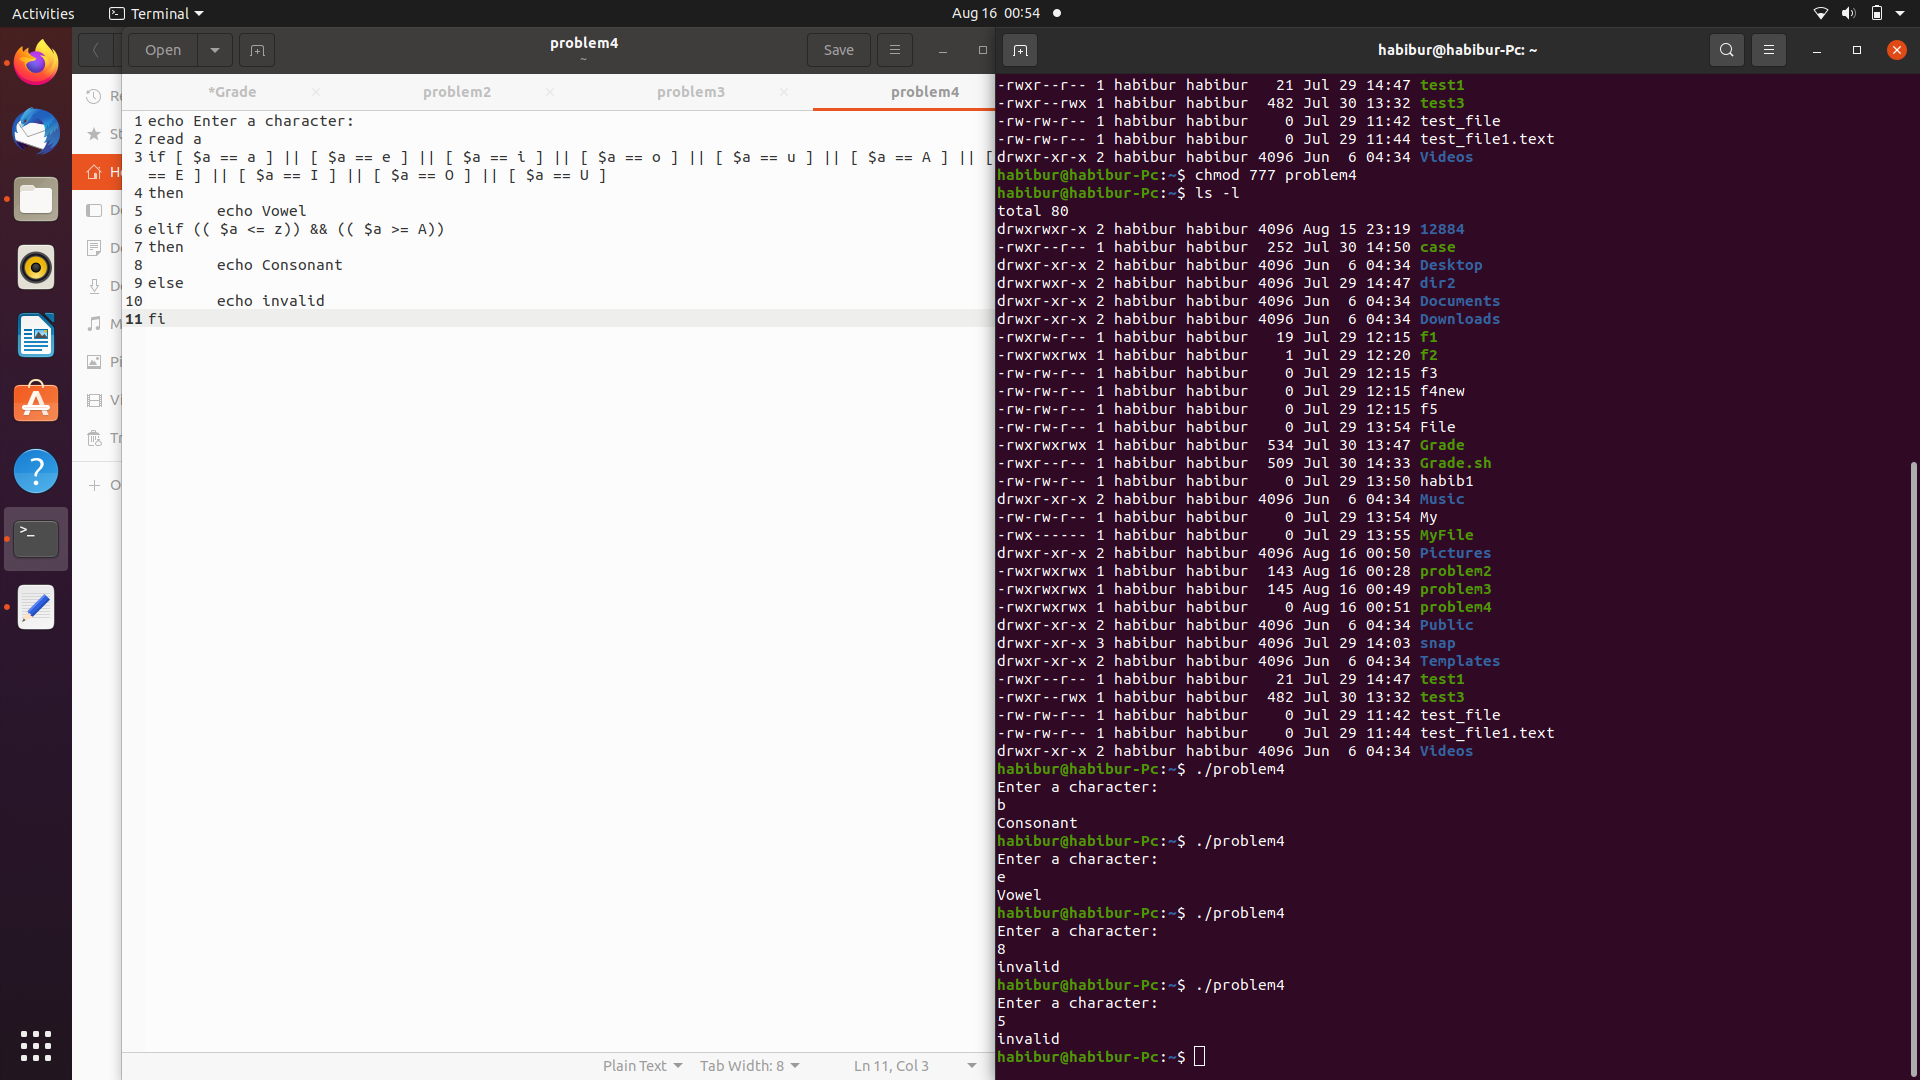 Activities Terminal Aug 16 00:54
Open problem4 Save
~
habibur@habibur-Pc: ~
*Grade problem2 problem3 problem4
1 echo Enter a character:
2 read a
3 if [ $a == a ] || [ $a == e ] || [ $a == i ] || [ $a == o ] || [ $a == u ] || [ $a == A ] || [
== E ] || [ $a == I ] || [ $a == O ] || [ $a == U ]
4 then
5 echo Vowel
6 elif (( $a <= z)) && (( $a >= A))
7 then
8 echo Consonant
9 else
10 echo invalid
11 fi
Plain Text Tab Width: 8 Ln 11, Col 3
-rwxr--r-- 1 habibur habibur 21 Jul 29 14:47 test1
-rwxr--rwx 1 habibur habibur 482 Jul 30 13:32 test3
-rw-rw-r-- 1 habibur habibur 0 Jul 29 11:42 test_file
-rw-rw-r-- 1 habibur habibur 0 Jul 29 11:44 test_file1.text
drwxr-xr-x 2 habibur habibur 4096 Jun 6 04:34 Videos
habibur@habibur-Pc:~$ chmod 777 problem4
habibur@habibur-Pc:~$ ls -l
total 80
drwxrwxr-x 2 habibur habibur 4096 Aug 15 23:19 12884
-rwxr--r-- 1 habibur habibur 252 Jul 30 14:50 case
drwxr-xr-x 2 habibur habibur 4096 Jun 6 04:34 Desktop
drwxrwxr-x 2 habibur habibur 4096 Jul 29 14:47 dir2
drwxr-xr-x 2 habibur habibur 4096 Jun 6 04:34 Documents
drwxr-xr-x 2 habibur habibur 4096 Jun 6 04:34 Downloads
-rwxrw-r-- 1 habibur habibur 19 Jul 29 12:15 f1
-rwxrwxrwx 1 habibur habibur 1 Jul 29 12:20 f2
-rw-rw-r-- 1 habibur habibur 0 Jul 29 12:15 f3
-rw-rw-r-- 1 habibur habibur 0 Jul 29 12:15 f4new
-rw-rw-r-- 1 habibur habibur 0 Jul 29 12:15 f5
-rw-rw-r-- 1 habibur habibur 0 Jul 29 13:54 File
-rwxrwxrwx 1 habibur habibur 534 Jul 30 13:47 Grade
-rwxr--r-- 1 habibur habibur 509 Jul 30 14:33 Grade.sh
-rw-rw-r-- 1 habibur habibur 0 Jul 29 13:50 habib1
drwxr-xr-x 2 habibur habibur 4096 Jun 6 04:34 Music
-rw-rw-r-- 1 habibur habibur 0 Jul 29 13:54 My
-rwx------ 1 habibur habibur 0 Jul 29 13:55 MyFile
drwxr-xr-x 2 habibur habibur 4096 Aug 16 00:50 Pictures
-rwxrwxrwx 1 habibur habibur 143 Aug 16 00:28 problem2
-rwxrwxrwx 1 habibur habibur 145 Aug 16 00:49 problem3
-rwxrwxrwx 1 habibur habibur 0 Aug 16 00:51 problem4
drwxr-xr-x 2 habibur habibur 4096 Jun 6 04:34 Public
drwxr-xr-x 3 habibur habibur 4096 Jul 29 14:03 snap
drwxr-xr-x 2 habibur habibur 4096 Jun 6 04:34 Templates
-rwxr--r-- 1 habibur habibur 21 Jul 29 14:47 test1
-rwxr--rwx 1 habibur habibur 482 Jul 30 13:32 test3
-rw-rw-r-- 1 habibur habibur 0 Jul 29 11:42 test_file
-rw-rw-r-- 1 habibur habibur 0 Jul 29 11:44 test_file1.text
drwxr-xr-x 2 habibur habibur 4096 Jun 6 04:34 Videos
habibur@habibur-Pc:~$ ./problem4
Enter a character:
b
Consonant
habibur@habibur-Pc:~$ ./problem4
Enter a character:
e
Vowel
habibur@habibur-Pc:~$ ./problem4
Enter a character:
8
invalid
habibur@habibur-Pc:~$ ./problem4
Enter a character:
5
invalid
habibur@habibur-Pc:~$